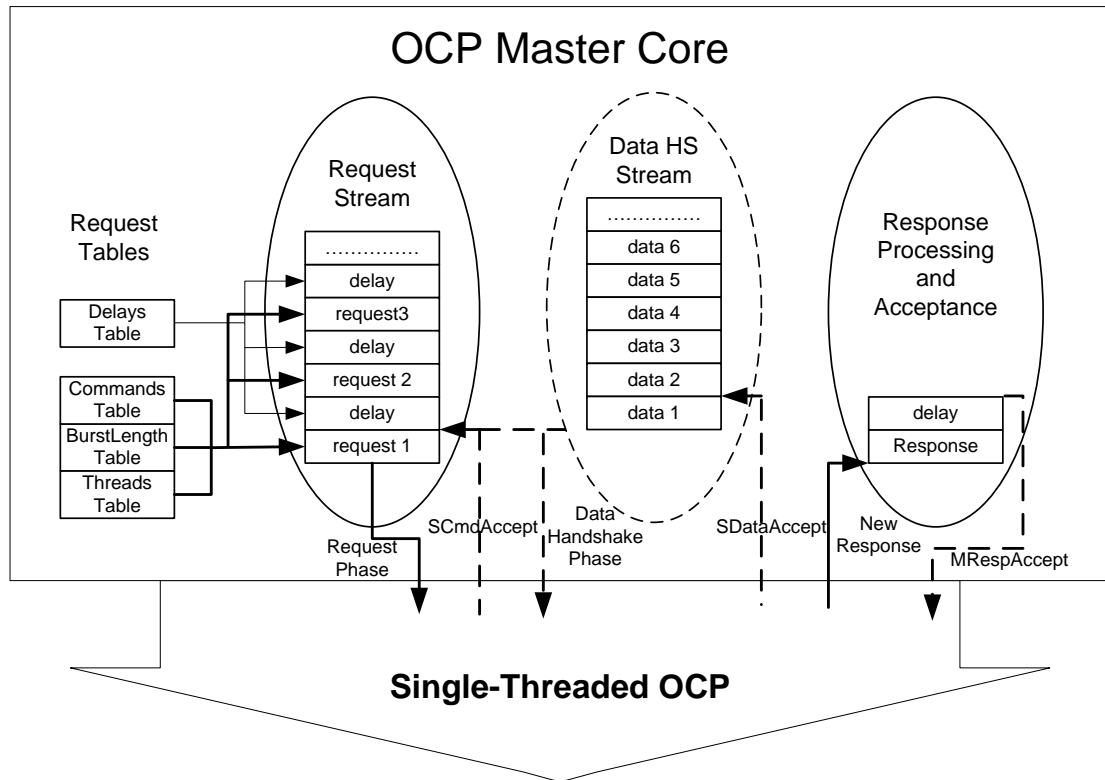 OCP Master Core
Request
Tables
Delays
Table
Commands
Table
BurstLength
Table
Threads
Table
Request
Stream
...............
delay
request3
delay
request 2
delay
request 1
Data HS
Stream
...............
data 6
data 5
data 4
data 3
data 2
data 1
Response
Processing
and
Acceptance
delay
Response
Request
Phase
SCmdAccept
Data
Handshake
Phase
SDataAccept
New
Response
MRespAccept
Single-Threaded OCP